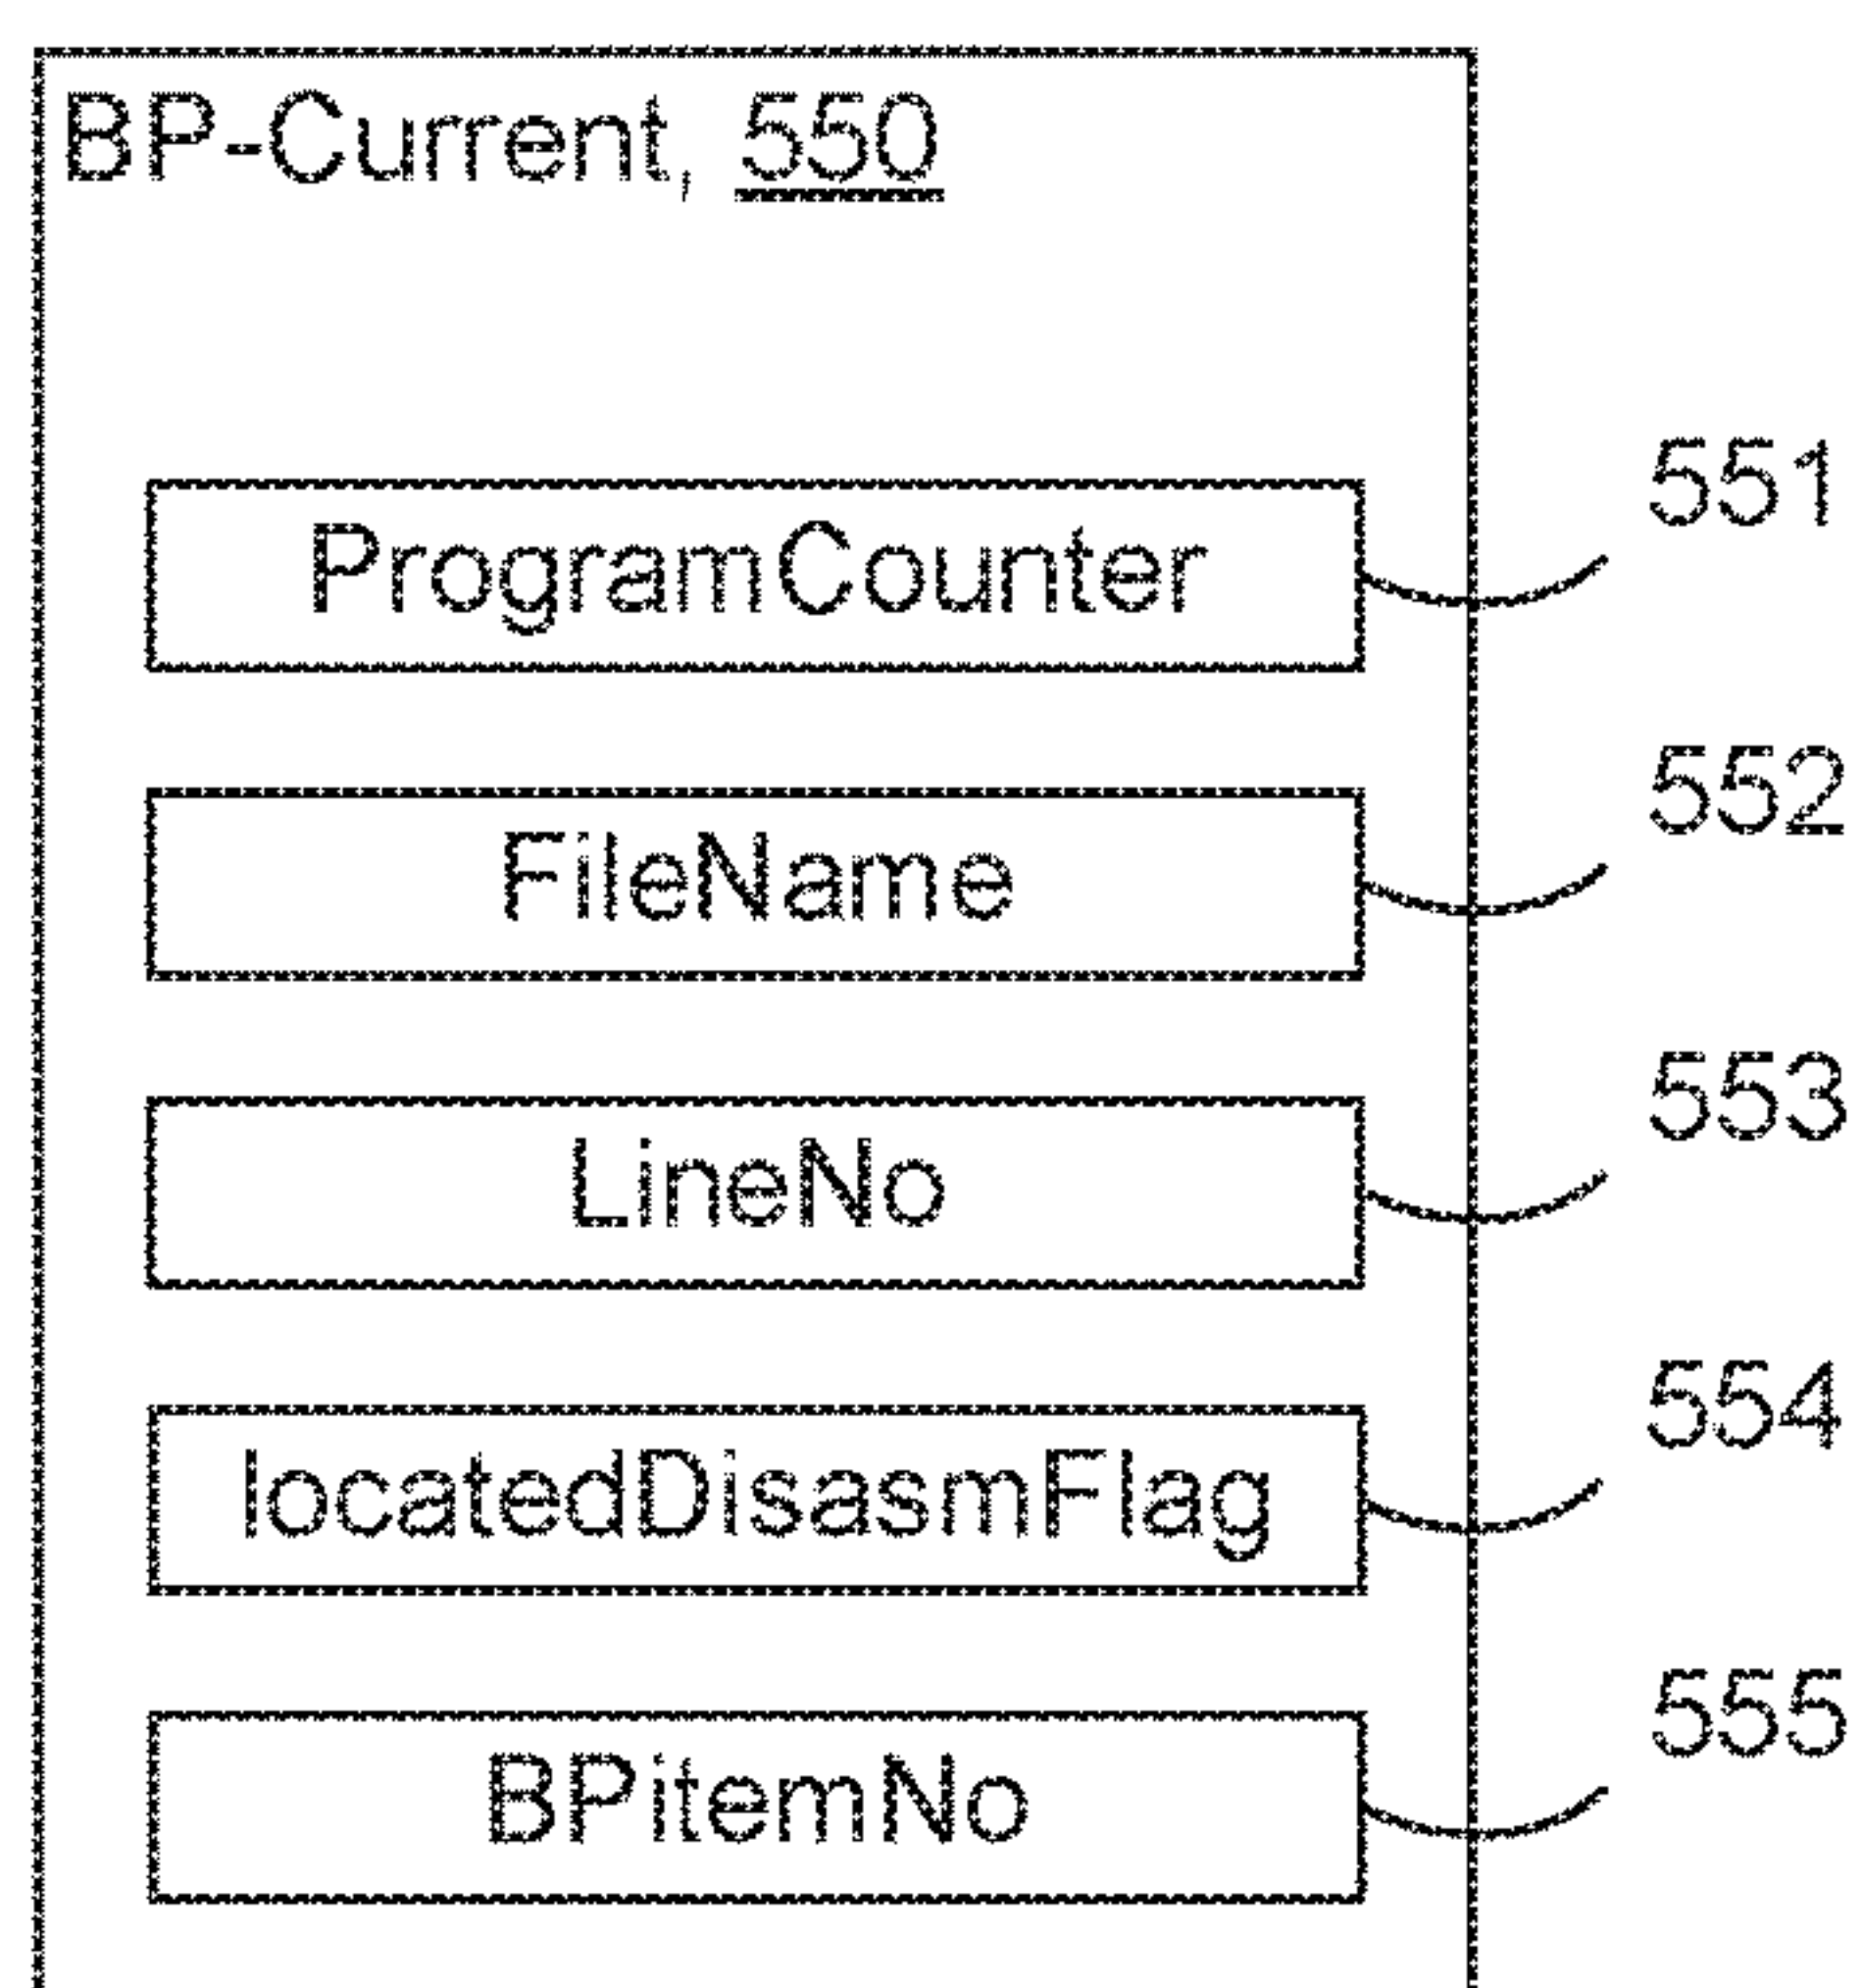 BP-Current, 550
ProgramCounter
551
FileName
552
LineNo
553
locatedDisasmFlag
554
BPitemNo
555